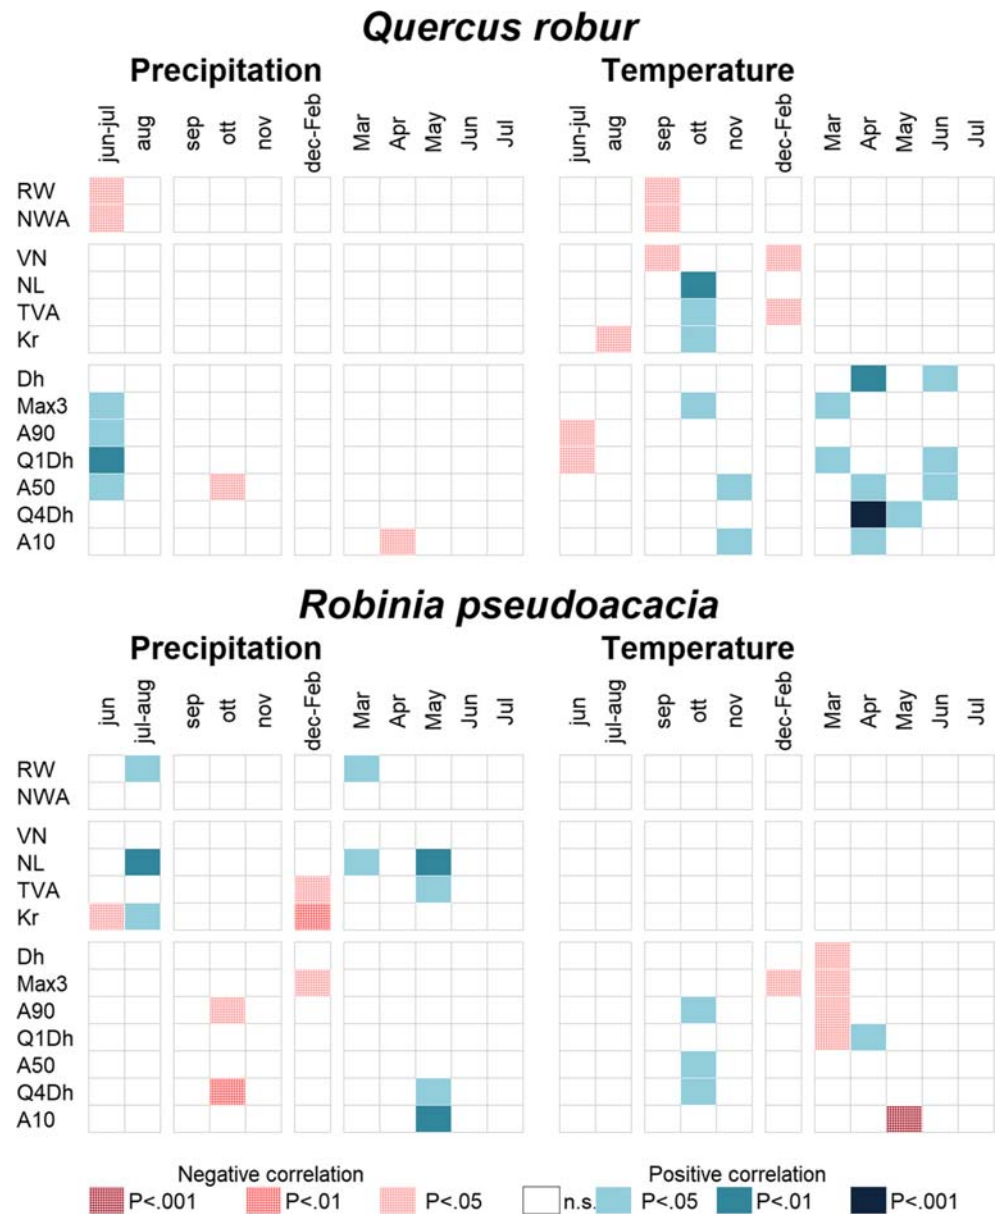 Quercus robur
Precipitation Temperature
jun-jul aug sep ott nov dec-Feb Mar Apr May Jun Jul jun-jul aug sep ott nov dec-Feb Mar Apr May Jun Jul
RW
NWA
VN
NL
TVA
Kr
Dh
Max3
A90
Q1Dh
A50
Q4Dh
A10
Robinia pseudoacacia
Precipitation Temperature
jun jul-aug sep ott nov dec-Feb Mar Apr May Jun Jul jun jul-aug sep ott nov dec-Feb Mar Apr May Jun Jul
RW
NWA
VN
NL
TVA
Kr
Dh
Max3
A90
Q1Dh
A50
Q4Dh
A10
Negative correlation Positive correlation
P<.001 P<.01 P<.05 n.s. P<.05 P<.01 P<.001